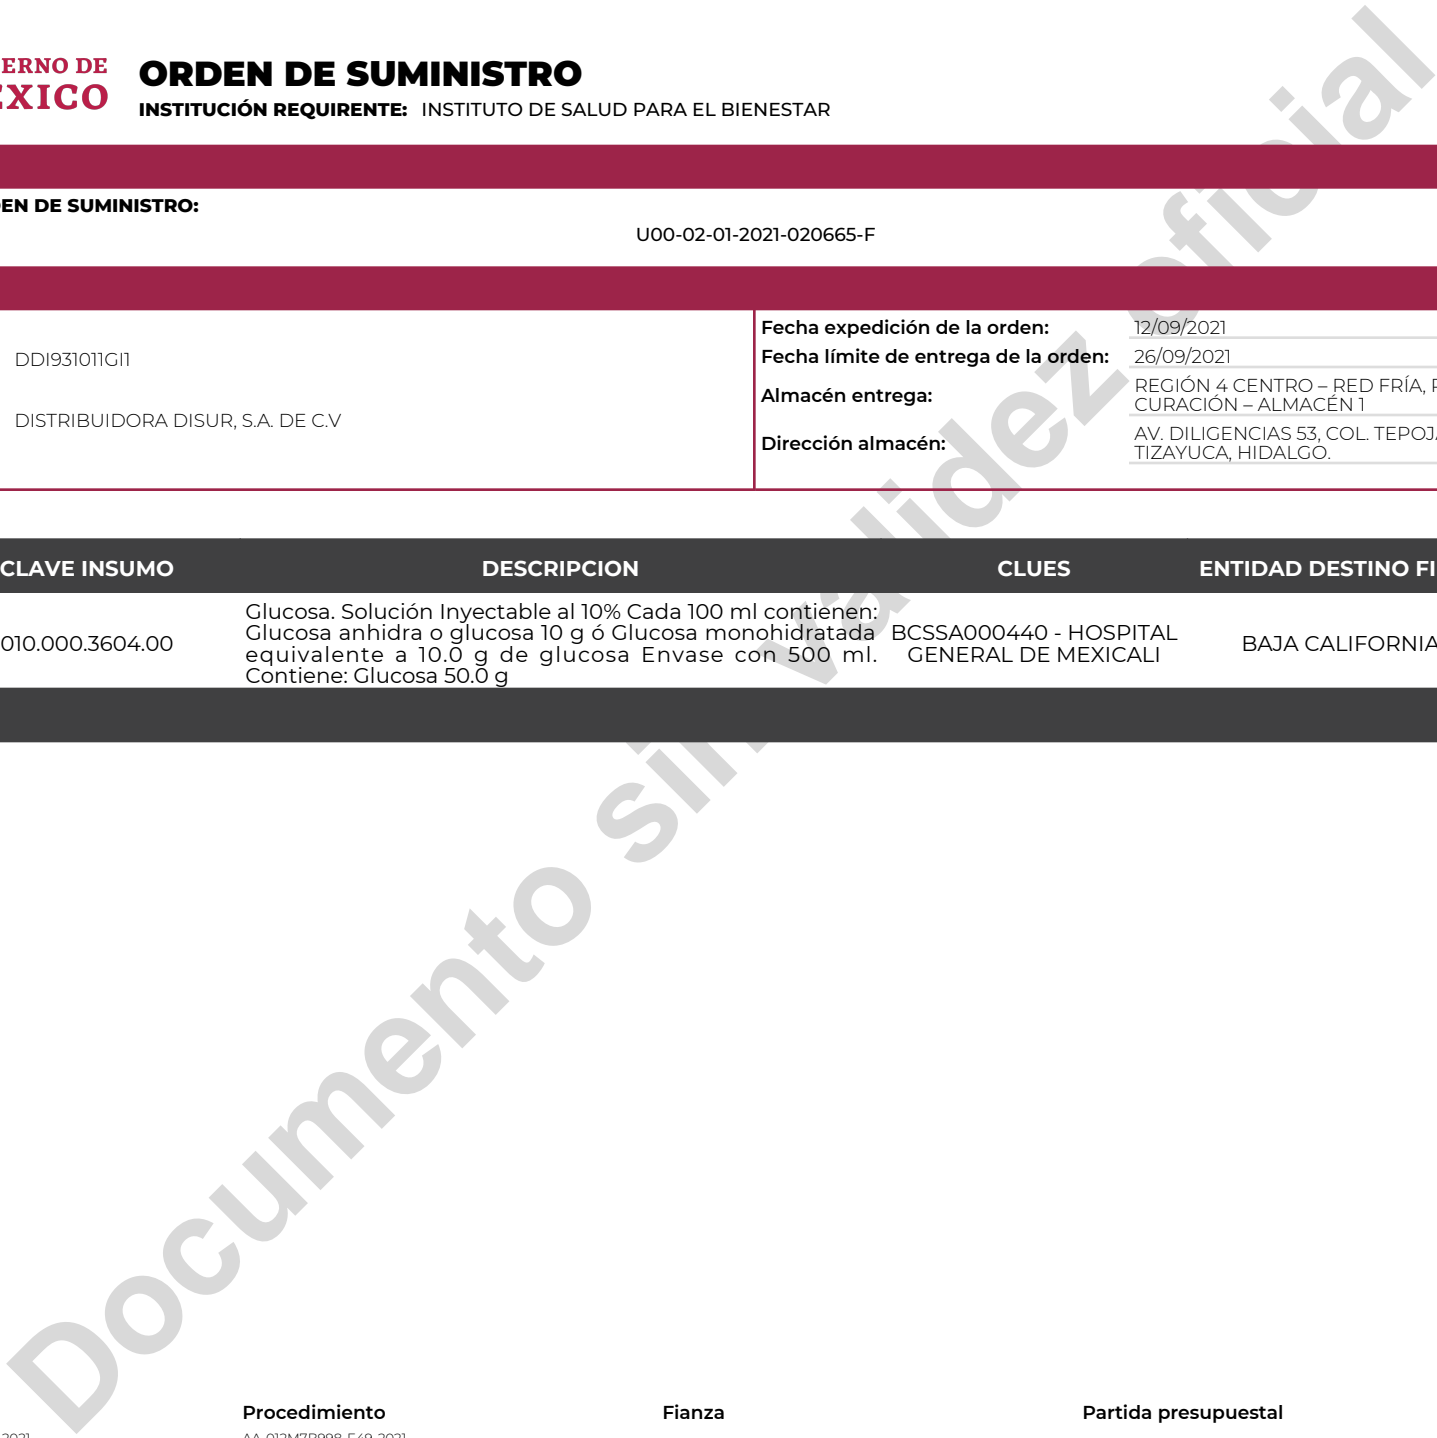 ORDEN DE SUMINISTRO
INSTITUCIÓN REQUIRENTE: INSTITUTO DE SALUD PARA EL BIENESTAR
DE SUMINISTRO:
U00-02-01-2021-020665-F
DDI931011GI1
DISTRIBUIDORA DISUR, S.A. DE C.V
Fecha expedición de la orden: 12/09/2021
Fecha límite de entrega de la orden: 26/09/2021
Almacén entrega: REGIÓN 4 CENTRO – RED FRÍA,
CURACIÓN – ALMACÉN 1
Dirección almacén: AV. DILIGENCIAS 53, COL.
TIZAYUCA, HIDALGO.
CLAVE INSUMO DESCRIPCION CLUES ENTIDAD DESTINO
010.000.3604.00
Glucosa. Solución Inyectable al 10% Cada 100 ml contienen:
Glucosa anhidra o glucosa 10 g ó Glucosa monohidratada
equivalente a 10.0 g de glucosa Envase con 500 ml.
Contiene: Glucosa 50.0 g
BCSSA000440 - HOSPITAL
GENERAL DE MEXICALI
BAJA CALIFORNIA
Documento sin validez oficial
Procedimiento Fianza Partida presupuestal